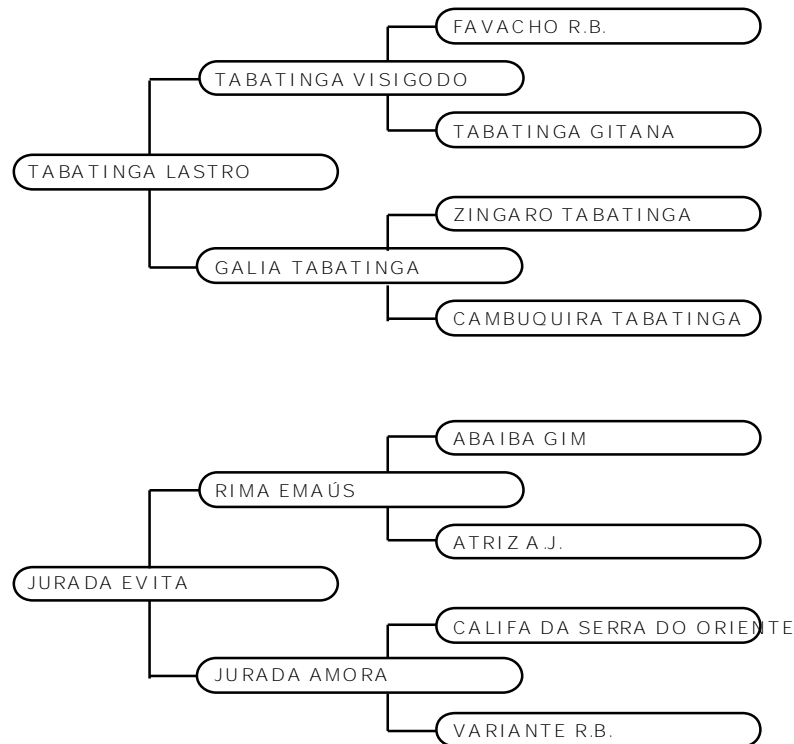 FAVACHO R.B.
TABATINGA VISIGODO
TABATINGA GITANA
TABATINGA LASTRO
ZINGARO TABATINGA
GALIA TABATINGA
CAMBUQUIRA TABATINGA
ABAIBA GIM
RIMA EMAÚS
ATRIZ A.J.
JURADA EVITA
CALIFA DA SERRA DO ORIENTE
JURADA AMORA
VARIANTE R.B.